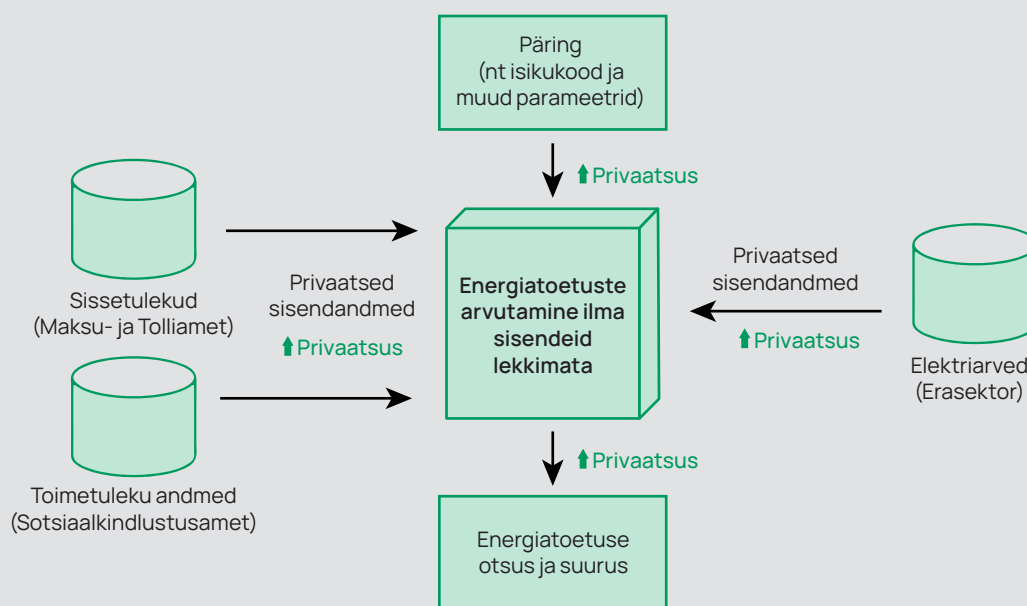 Päring
(nt isikukood ja
muud parameetrid)
Privaatsus
Sissetulekud
(Maksu- ja Tolliamet)
Privaatsed
sisendandmed
Privaatsus
Energiatoetuste
arvutamine ilma
sisendeid
lekkimata
Privaatsed
sisendandmed
Privaatsus
Elektriarved
(Erasektor)
Toimetuleku andmed
(Sotsiaalkindlustusamet)
Privaatsus
Energiatoetuse
otsus ja suurus